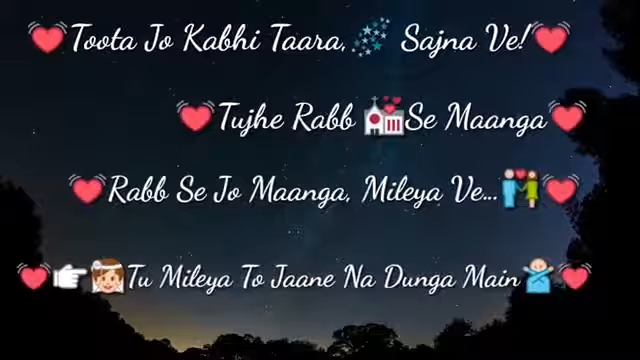 Toota Jo Kabhi Taara, Sajna Ve!
Tujhe Rabb Se Maanga
Rabb Se Jo Maanga, Mileya Ve...
Tu Mileya To Jaane Na Dunga Main